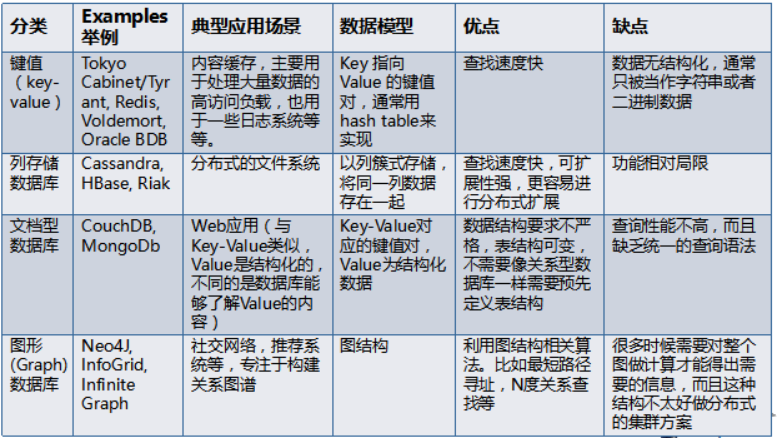 分类
Examples
举例
典型应用场景
数据模型
优点
缺点
键值
（key-
value）
Tokyo
Cabinet/Tyr
ant, Redis,
Voldemort,
Oracle BDB
内容缓存，主要用
于处理大量数据的
高访问负载，也用
于一些日志系统等
等。
Key 指向
Value 的键值
对，通常用
hash table来
实现
查找速度快
数据无结构化，通常
只被当作字符串或者
二进制数据
列存储
数据库
Cassandra,
HBase, Riak
分布式的文件系统
以列簇式存储，
将同一列数据
存在一起
查找速度快，可扩
展性强，更容易进
行分布式扩展
功能相对局限
文档型
数据库
CouchDB,
MongoDb
Web应用（与
Key-Value类似，
Value是结构化的，
不同的是数据库能
够了解Value的内
容）
Key-Value对
应的键值对，
Value为结构化
数据
数据结构要求不严
格，表结构可变，
不需要像关系型数
据库一样需要预先
定义表结构
查询性能不高，而且
缺乏统一的查询语法
图形
(Graph)
数据库
Neo4J,
InfoGrid,
Infinite
Graph
社交网络，推荐系
统等，专注于构建
关系图谱
图结构
利用图结构相关算
法。比如最短路径
寻址，N度关系查
找等
很多时候需要对整个
图做计算才能得出需
要的信息，而且这种
结构不太好做分布式
的集群方案